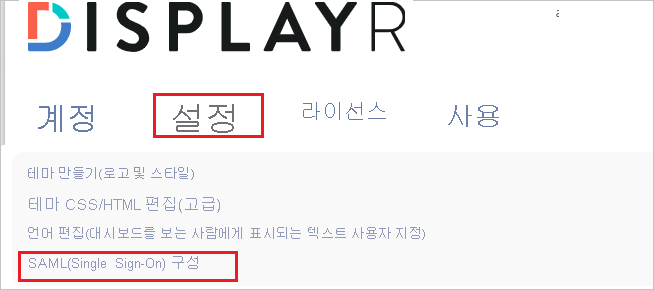 DISPLAYR
계정 설정 라이선스 사용
테마 만들기(로고 및 스타일)
테마 CSS/HTML 편집(고급)
언어 편집(대시보드를 보는 사람에게 표시되는 텍스트 사용자 지정)
SAML(Single Sign-On) 구성